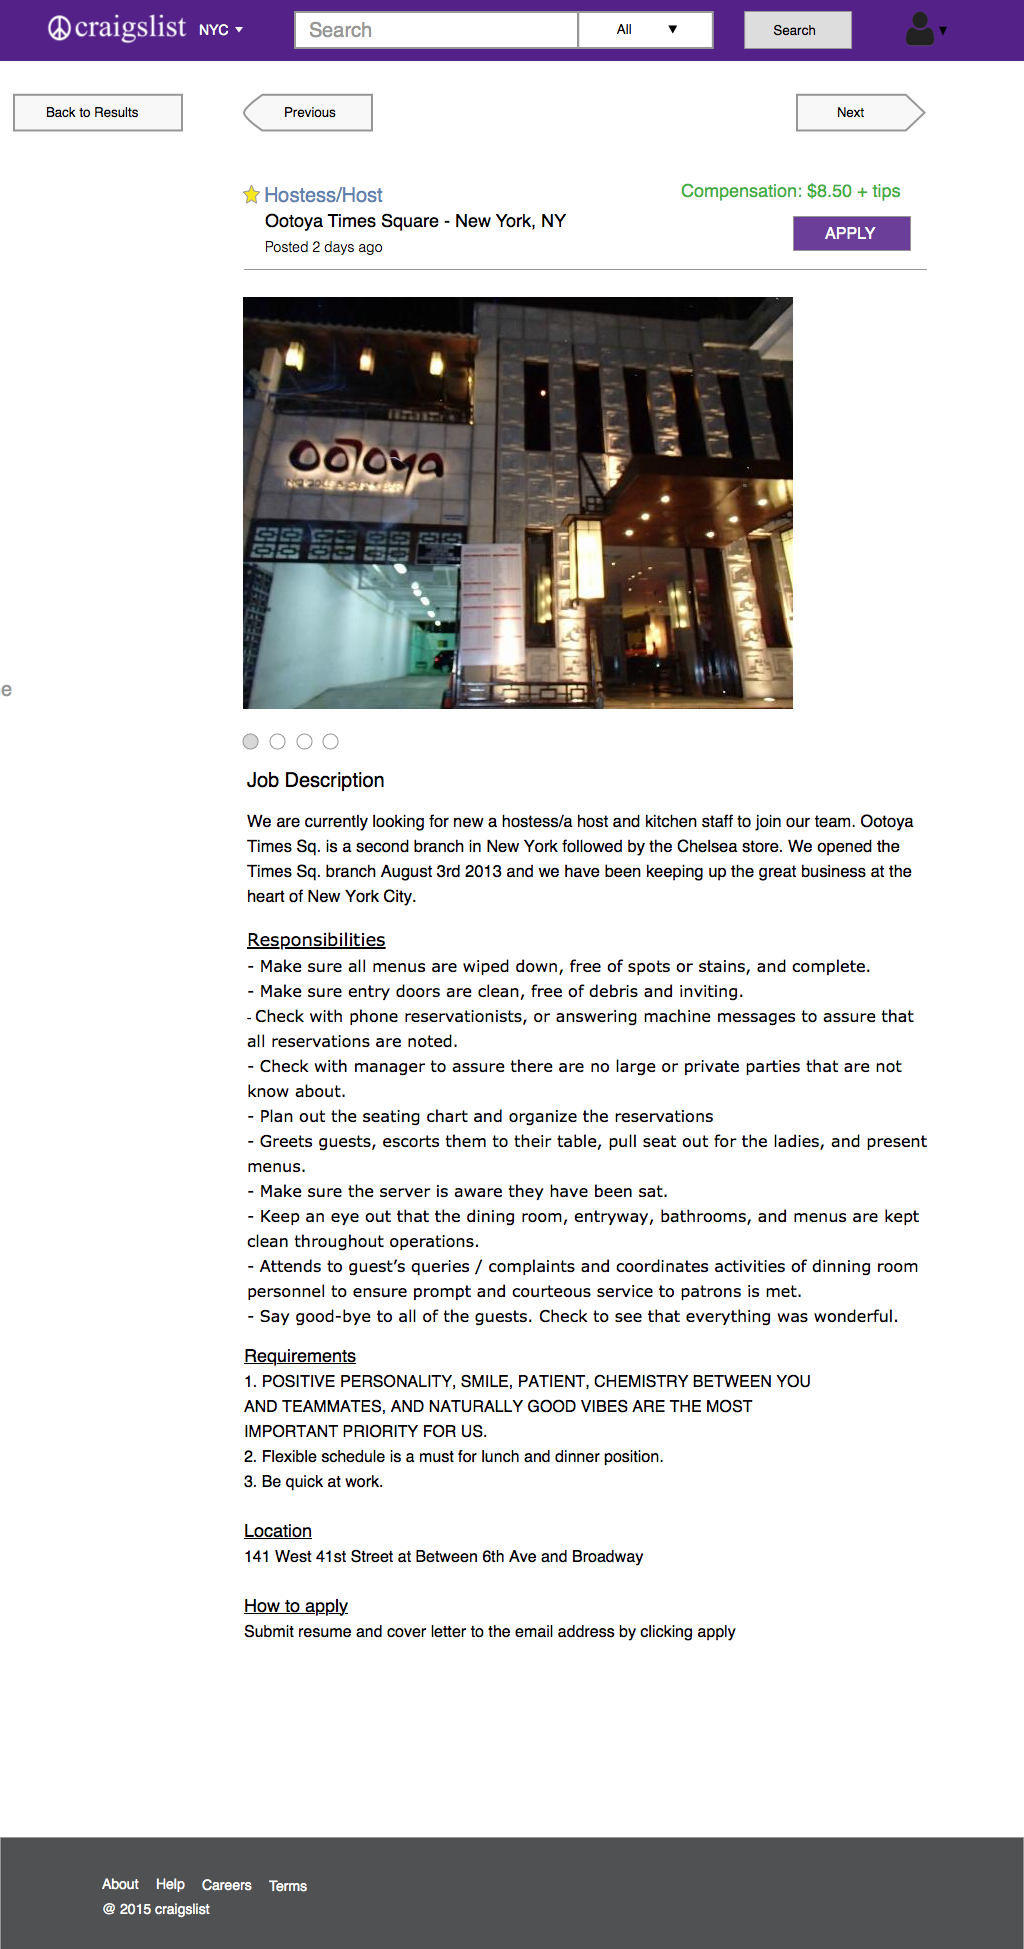 craigslist NYC Search All Search
Back to Results Previous Next
Hostess/Host Compensation: $8.50 + tips
Ootoya Times Square - New York, NY APPLY
Posted 2 days ago
ootoya
e
Job Description
We are currently looking for new a hostess/a host and kitchen staff to join our team. Ootoya
Times Sq. is a second branch in New York followed by the Chelsea store. We opened the
Times Sq. branch August 3rd 2013 and we have been keeping up the great business at the
heart of New York City.
Responsibilities
- Make sure all menus are wiped down, free of spots or stains, and complete.
- Make sure entry doors are clean, free of debris and inviting.
- Check with phone reservationists, or answering machine messages to assure that
all reservations are noted.
- Check with manager to assure there are no large or private parties that are not
know about.
- Plan out the seating chart and organize the reservations
- Greets guests, escorts them to their table, pull seat out for the ladies, and present
menus.
- Make sure the server is aware they have been sat.
- Keep an eye out that the dining room, entryway, bathrooms, and menus are kept
clean throughout operations.
- Attends to guest’s queries / complaints and coordinates activities of dinning room
personnel to ensure prompt and courteous service to patrons is met.
- Say good-bye to all of the guests. Check to see that everything was wonderful.
Requirements
1. POSITIVE PERSONALITY, SMILE, PATIENT, CHEMISTRY BETWEEN YOU
AND TEAMMATES, AND NATURALLY GOOD VIBES ARE THE MOST
IMPORTANT PRIORITY FOR US.
2. Flexible schedule is a must for lunch and dinner position.
3. Be quick at work.
Location
141 West 41st Street at Between 6th Ave and Broadway
How to apply
Submit resume and cover letter to the email address by clicking apply
About Help Careers Terms
@ 2015 craigslist